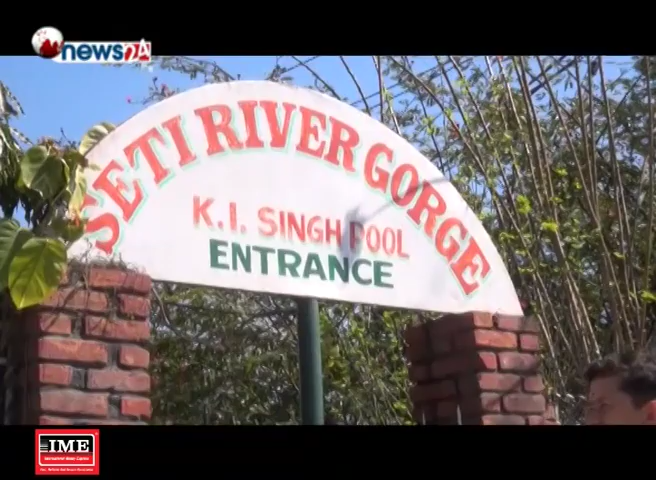 news24
SETI RIVER GORGE
K.I. SINGH POOL
ENTRANCE
IME